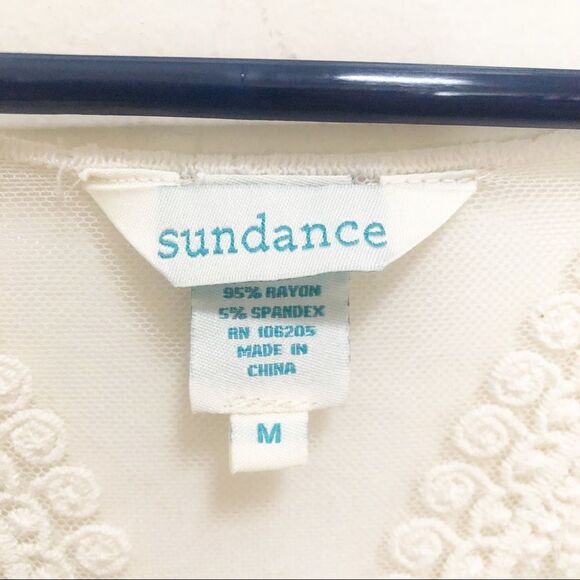 sundance
95% RAYON
5% SPANDEX
RN 106205
MADE IN
CHINA
M